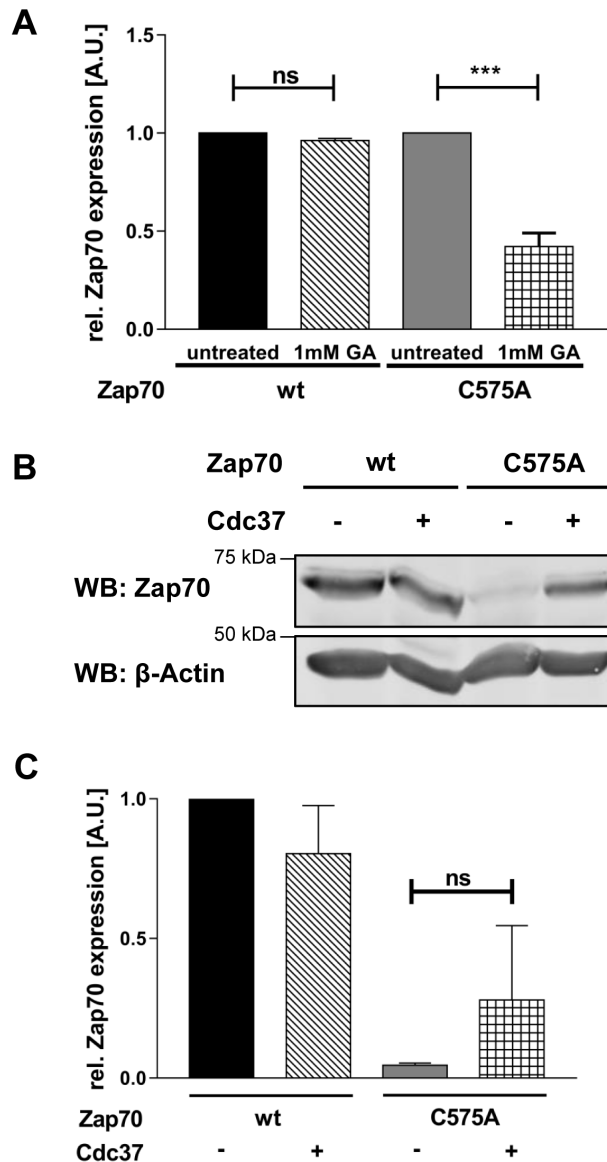 A
rel. Zap70 expression [A.U.]
1.5
1.0
0.5
0.0
ns
***
untreated 1mM GA untreated 1mM GA
Zap70 wt C575A
B
Zap70 wt C575A
Cdc37 - + - +
75 kDa
WB: Zap70
50 kDa
WB: β-Actin
C
rel. Zap70 expression [A.U.]
1.0
0.5
0.0
ns
Zap70 wt C575A
Cdc37 - + - +